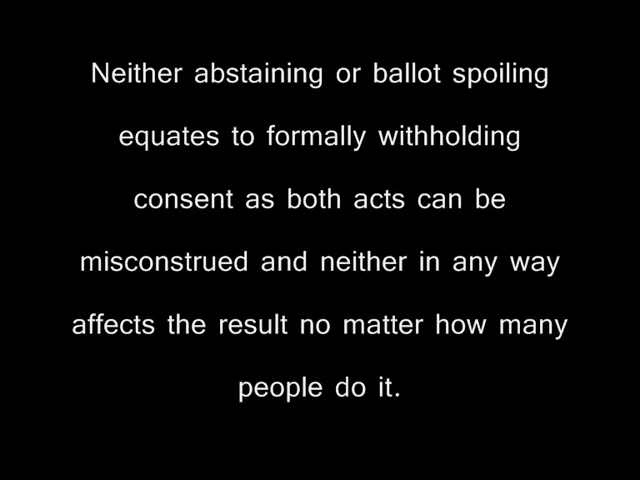 Neither abstaining or ballot spoiling
equates to formally withholding
consent as both acts can be
misconstrued and neither in any way
affects the result no matter how many
people do it.